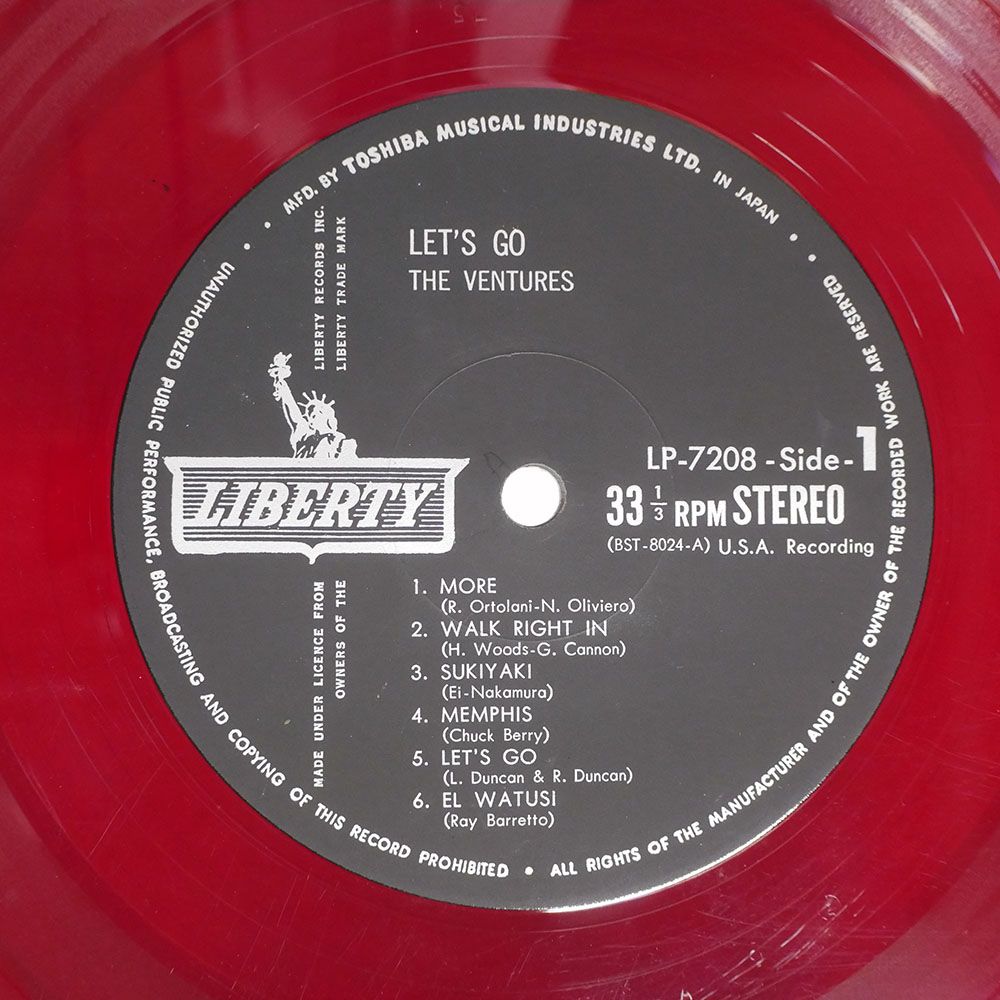 • MFD. BY TOSHIBA MUSICAL INDUSTRIES LTD. IN JAPAN •
LET'S GO
THE VENTURES
LIBERTY RECORDS INC.
LIBERTY TRADE MARK
LIBERTY
LP-7208 - Side - 1
33 1/3 RPM STEREO
(BST-8024-A) U.S.A. Recording
MADE UNDER LICENCE FROM
OWNERS OF THE
1. MORE
(R. Ortolani-N. Oliviero)
2. WALK RIGHT IN
(H. Woods-G. Cannon)
3. SUKIYAKI
(Ei-Nakamura)
4. MEMPHIS
(Chuck Berry)
5. LET'S GO
(L. Duncan & R. Duncan)
6. EL WATUSI
(Ray Barretto)
• UNAUTHORIZED PUBLIC PERFORMANCE, BROADCASTING AND COPYING OF THIS RECORD PROHIBITED • ALL RIGHTS OF THE MANUFACTURER AND OF THE OWNER OF THE RECORDED WORK ARE RESERVED •